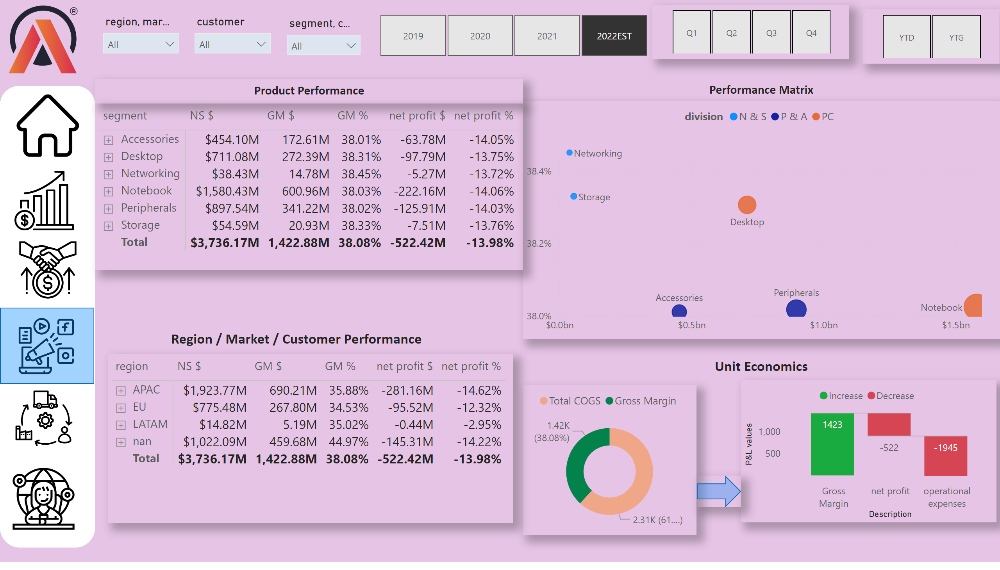 ®
region, mar...
customer
segment, c...
All
All
All
2019
2020
2021
2022EST
Q1
Q2
Q3
Q4
YTD
YTG
Product Performance
segment NS $ GM $ GM % net profit $ net profit %
Accessories $454.10M 172.61M 38.01% -63.78M -14.05%
Desktop $711.08M 272.39M 38.31% -97.79M -13.75%
Networking $38.43M 14.78M 38.45% -5.27M -13.72%
Notebook $1,580.43M 600.96M 38.03% -222.16M -14.06%
Peripherals $897.54M 341.22M 38.02% -125.91M -14.03%
Storage $54.59M 20.93M 38.33% -7.51M -13.76%
Total $3,736.17M 1,422.88M 38.08% -522.42M -13.98%
Performance Matrix
division N & S P & A PC
Networking
38.4%
Storage
Desktop
38.2%
Peripherals
Accessories
Notebook
38.0%
$0.0bn $0.5bn $1.0bn $1.5bn
Region / Market / Customer Performance
region NS $ GM $ GM % net profit $ net profit %
APAC $1,923.77M 690.21M 35.88% -281.16M -14.62%
EU $775.48M 267.80M 34.53% -95.52M -12.32%
LATAM $14.82M 5.19M 35.02% -0.44M -2.95%
nan $1,022.09M 459.68M 44.97% -145.31M -14.22%
Total $3,736.17M 1,422.88M 38.08% -522.42M -13.98%
Unit Economics
Total COGS Gross Margin
1.42K
(38.08%)
2.31K (61....)
Increase Decrease
P&L values
1,000
500
1423
-522
-1945
Gross
Margin
net profit
operational
expenses
Description